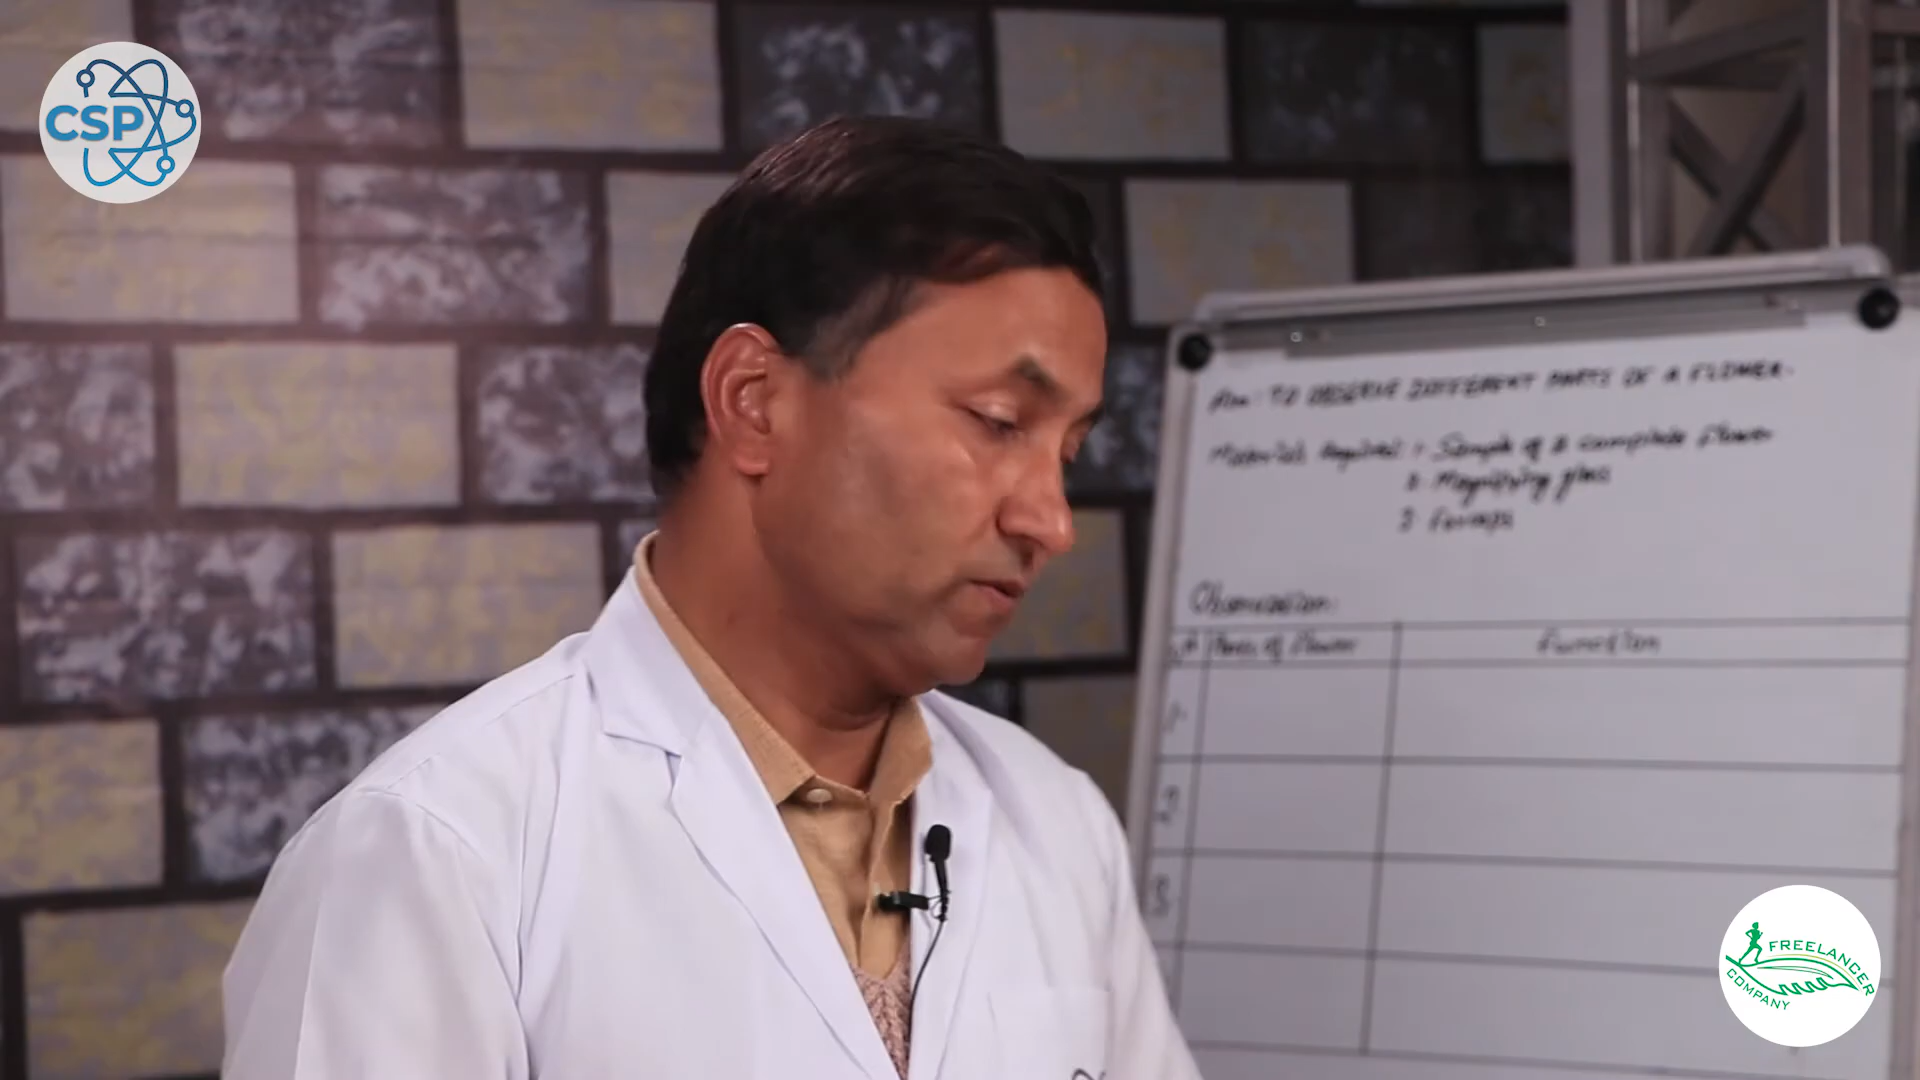 CSP
Aim: TO OBSERVE DIFFERENT PARTS OF A FLOWER.
Materials Required: 1. Sample of a complete flower
2. Magnifying glass
3. Forceps
Observation:
Parts of Flower Function
1.
2
3
FREELANCER
COMPANY